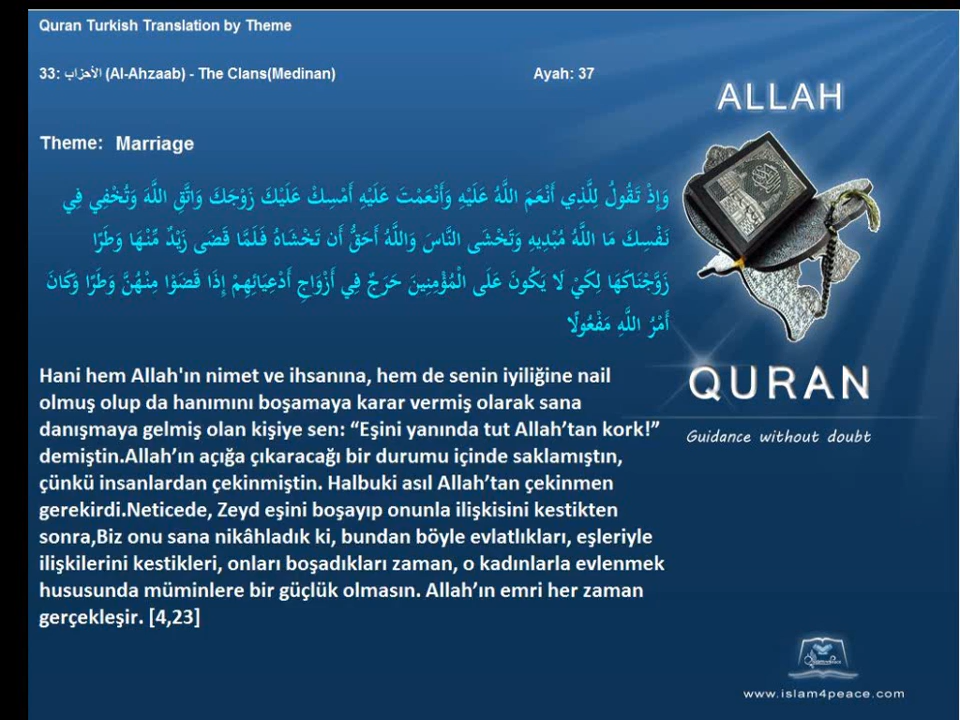 Quran Turkish Translation by Theme
33: الأحزاب (Al-Ahzaab) - The Clans(Medinan) Ayah: 37
Theme: Marriage
وَإِذْ تَقُولُ لِلَّذِي أَنْعَمَ اللَّهُ عَلَيْهِ وَأَنْعَمْتَ عَلَيْهِ أَمْسِكْ عَلَيْكَ زَوْجَكَ وَاتَّقِ اللَّهَ وَتُخْفِي فِي
نَفْسِكَ مَا اللَّهُ مُبْدِيهِ وَتَخْشَى النَّاسَ وَاللَّهُ أَحَقُّ أَن تَخْشَاهُ فَلَمَّا قَضَى زَيْدٌ مِّنْهَا وَطَرًا
زَوَّجْنَاكَهَا لِكَيْ لَا يَكُونَ عَلَى الْمُؤْمِنِينَ حَرَجٌ فِي أَزْوَاجِ أَدْعِيَائِهِمْ إِذَا قَضَوْا مِنْهُنَّ وَطَرًا وَكَانَ
أَمْرُ اللَّهِ مَفْعُولًا
Hani hem Allah'ın nimet ve ihsanına, hem de senin iyiliğine nail
olmuş olup da hanımını boşamaya karar vermiş olarak sana
danışmaya gelmiş olan kişiye sen: “Eşini yanında tut Allah’tan kork!”
demiştin.Allah’ın açığa çıkaracağı bir durumu içinde saklamıştın,
çünkü insanlardan çekinmiştin. Halbuki asıl Allah’tan çekinmen
gerekirdi.Neticede, Zeyd eşini boşayıp onunla ilişkisini kestikten
sonra,Biz onu sana nikâhladık ki, bundan böyle evlatlıkları, eşleriyle
ilişkilerini kestikleri, onları boşadıkları zaman, o kadınlarla evlenmek
hususunda müminlere bir güçlük olmasın. Allah’ın emri her zaman
gerçekleşir. [4,23]
ALLAH
QURAN
Guidance without doubt
www.islam4peace.com